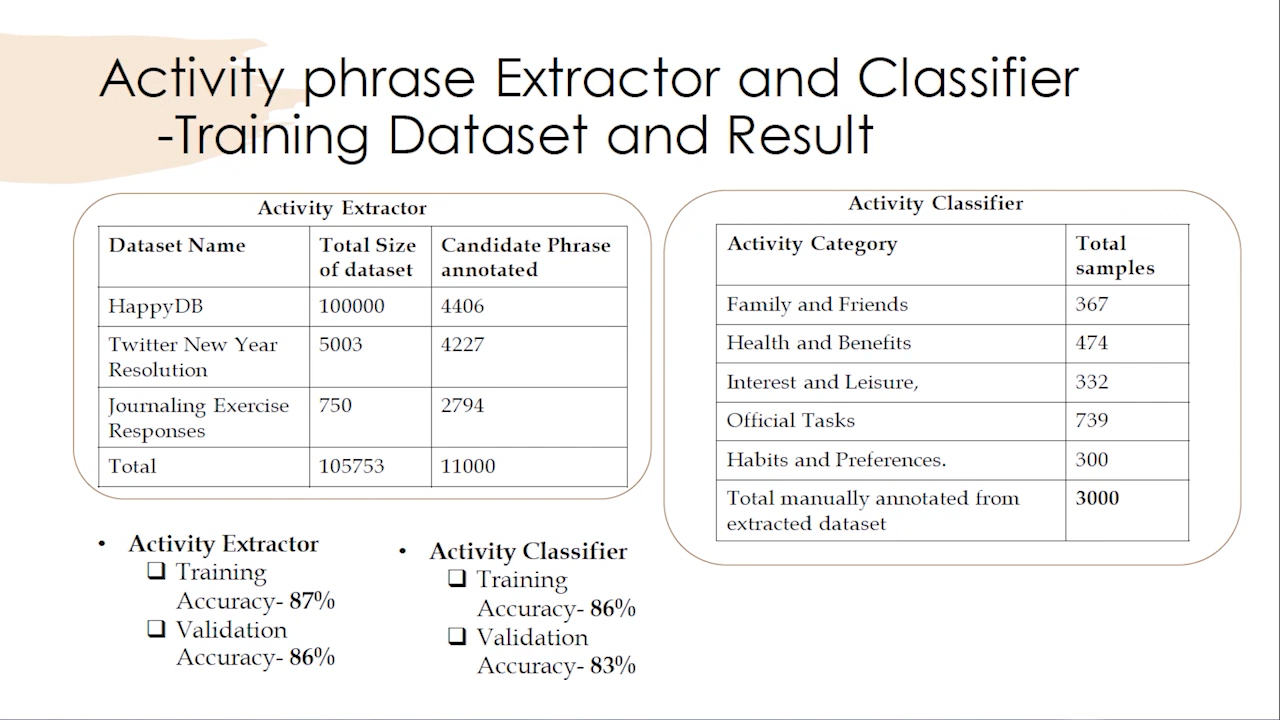 Activity phrase Extractor and Classifier
-Training Dataset and Result
Activity Extractor
Dataset Name
Total Size
of dataset
Candidate Phrase
annotated
HappyDB
100000
4406
Twitter New Year
Resolution
5003
4227
Journaling Exercise
Responses
750
2794
Total
105753
11000
Activity Classifier
Activity Category
Total
samples
Family and Friends
367
Health and Benefits
474
Interest and Leisure,
332
Official Tasks
739
Habits and Preferences.
300
Total manually annotated from
extracted dataset
3000
• Activity Extractor
❑ Training
Accuracy- 87%
❑ Validation
Accuracy- 86%
• Activity Classifier
❑ Training
Accuracy- 86%
❑ Validation
Accuracy- 83%